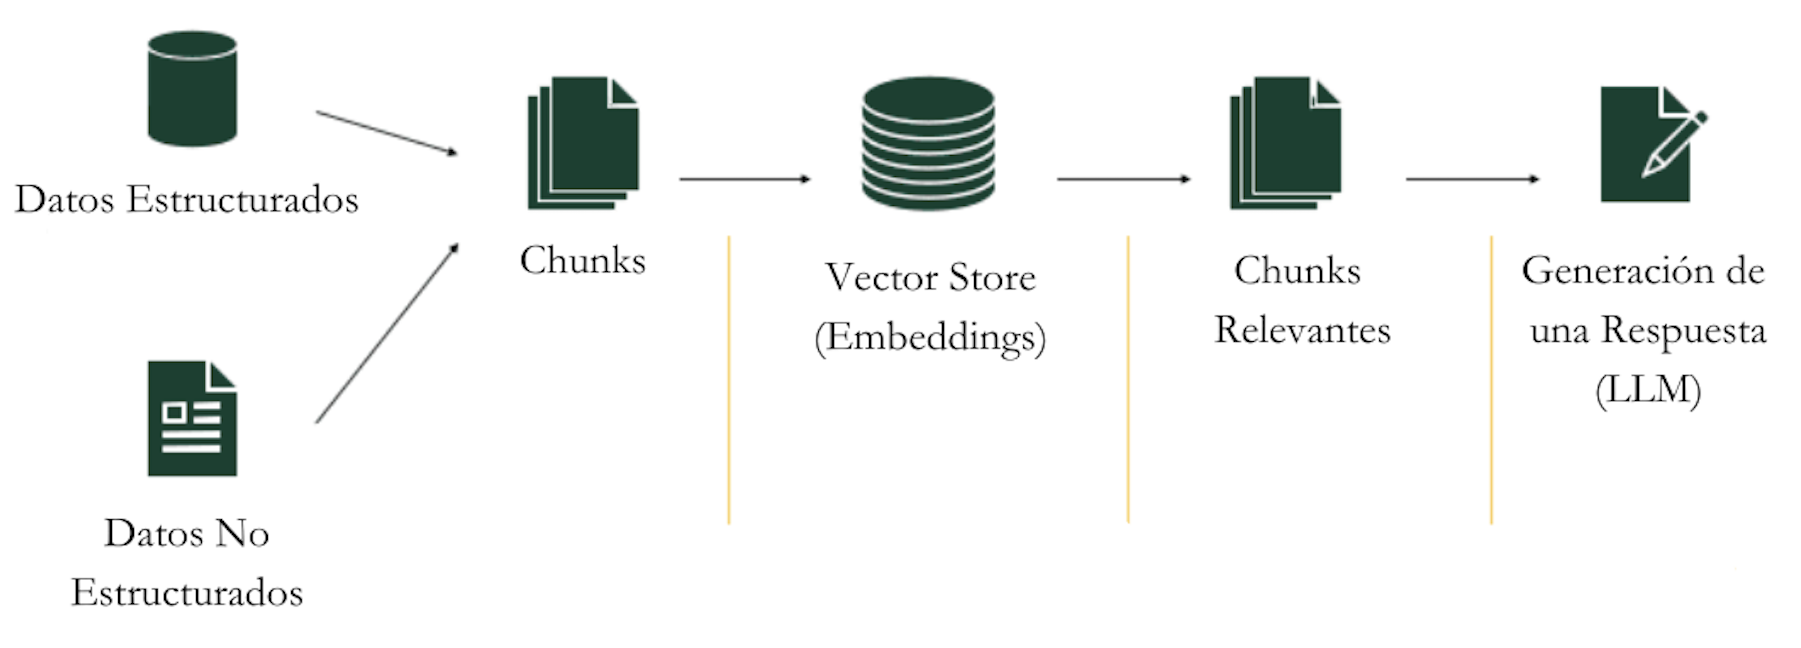 Datos Estructurados
Datos No
Estructurados
Chunks
Vector Store
(Embeddings)
Chunks
Relevantes
Generación de
una Respuesta
(LLM)